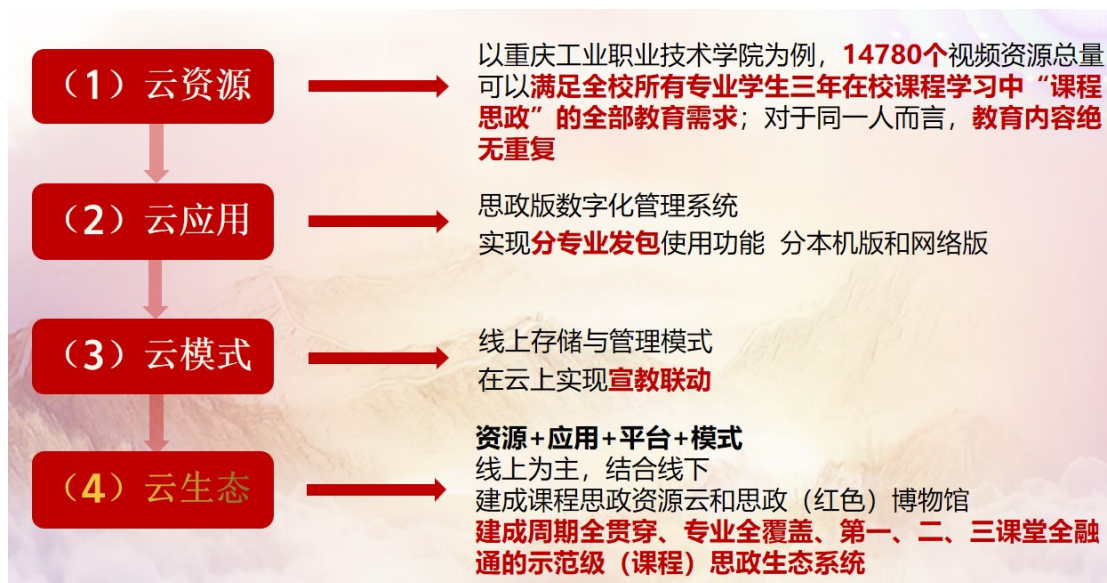 （1）云资源
以重庆工业职业技术学院为例，14780个视频资源总量
可以满足全校所有专业学生三年在校课程学习中“课程
思政”的全部教育需求；对于同一人而言，教育内容绝
无重复
（2）云应用
思政版数字化管理系统
实现分专业发包使用功能 分本机版和网络版
（3）云模式
线上存储与管理模式
在云上实现宣教联动
（4）云生态
资源+应用+平台+模式
线上为主，结合线下
建成课程思政资源云和思政（红色）博物馆
建成周期全贯穿、专业全覆盖、第一、二、三课堂全融
通的示范级（课程）思政生态系统